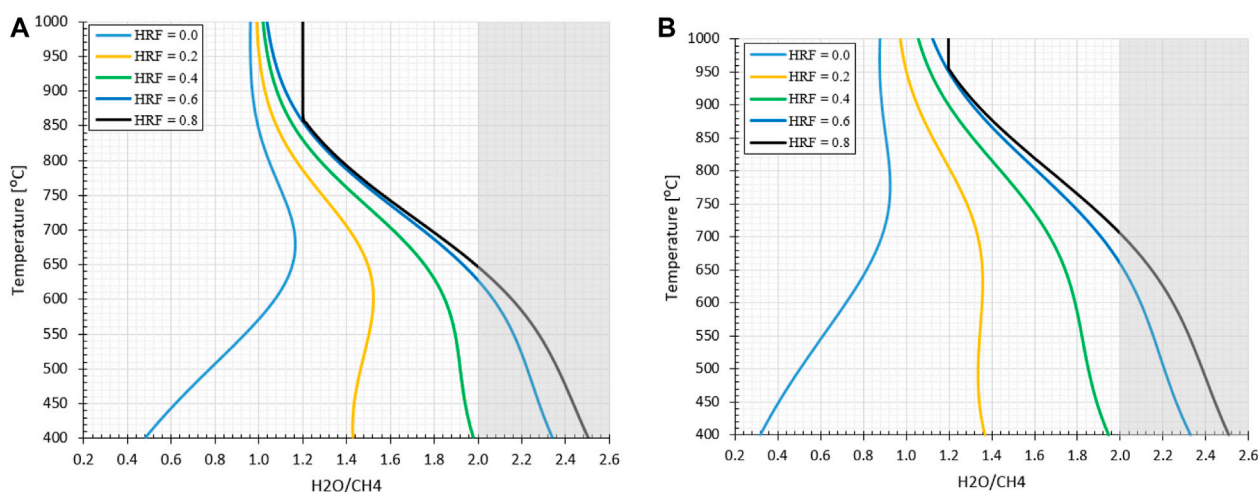 A
1000
950
900
850
800
750
700
650
600
550
500
450
400
Temperature [°C]
HRF = 0.0
HRF = 0.2
HRF = 0.4
HRF = 0.6
HRF = 0.8
0.2 0.4 0.6 0.8 1.0 1.2 1.4 1.6 1.8 2.0 2.2 2.4 2.6
H2O/CH4
B
1000
950
900
850
800
750
700
650
600
550
500
450
400
Temperature [°C]
HRF = 0.0
HRF = 0.2
HRF = 0.4
HRF = 0.6
HRF = 0.8
0.2 0.4 0.6 0.8 1.0 1.2 1.4 1.6 1.8 2.0 2.2 2.4 2.6
H2O/CH4